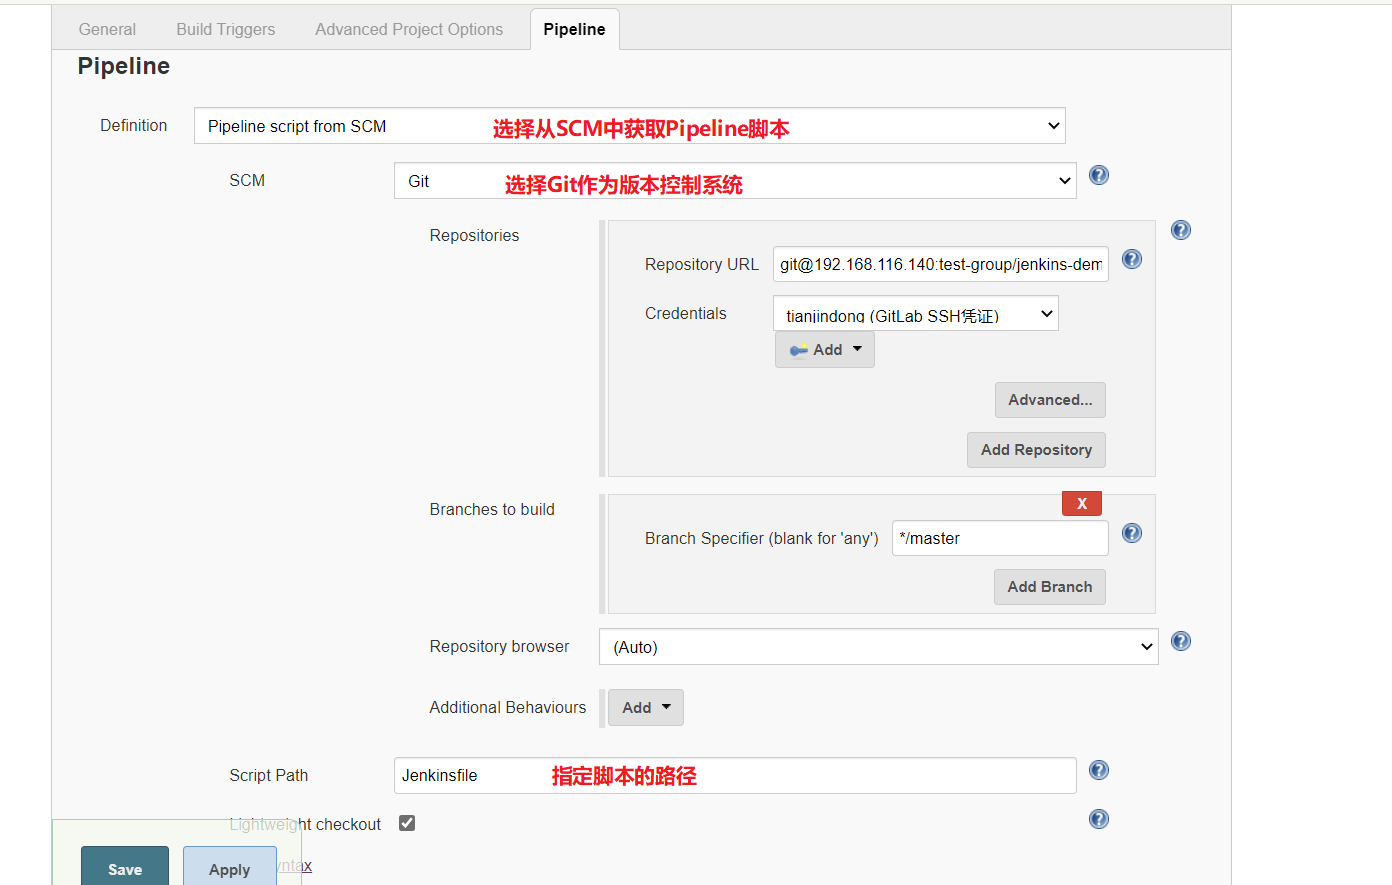 General Build Triggers Advanced Project Options Pipeline
Pipeline
Definition Pipeline script from SCM 选择从SCM中获取Pipeline脚本
SCM Git 选择Git作为版本控制系统
Repositories
Repository URL git@192.168.116.140:test-group/jenkins-dem
Credentials tianjindong (GitLab SSH凭证)
Add
Advanced...
Add Repository
Branches to build
X
Branch Specifier (blank for 'any') */master
Add Branch
Repository browser (Auto)
Additional Behaviours Add
Script Path Jenkinsfile 指定脚本的路径
Lightweight checkout
Save Apply